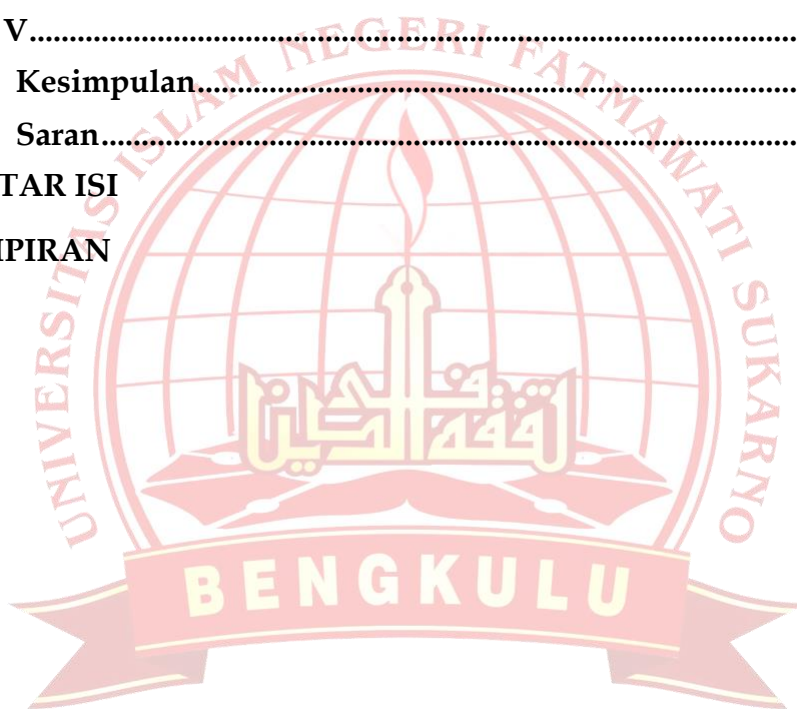 V....................................................................................................
Kesimpulan..........................................................................
Saran.....................................................................................
TAR ISI
IPIRAN
UNIVERSITAS ISLAM NEGERI FATMAWATI SUKARNO
BENGKULU